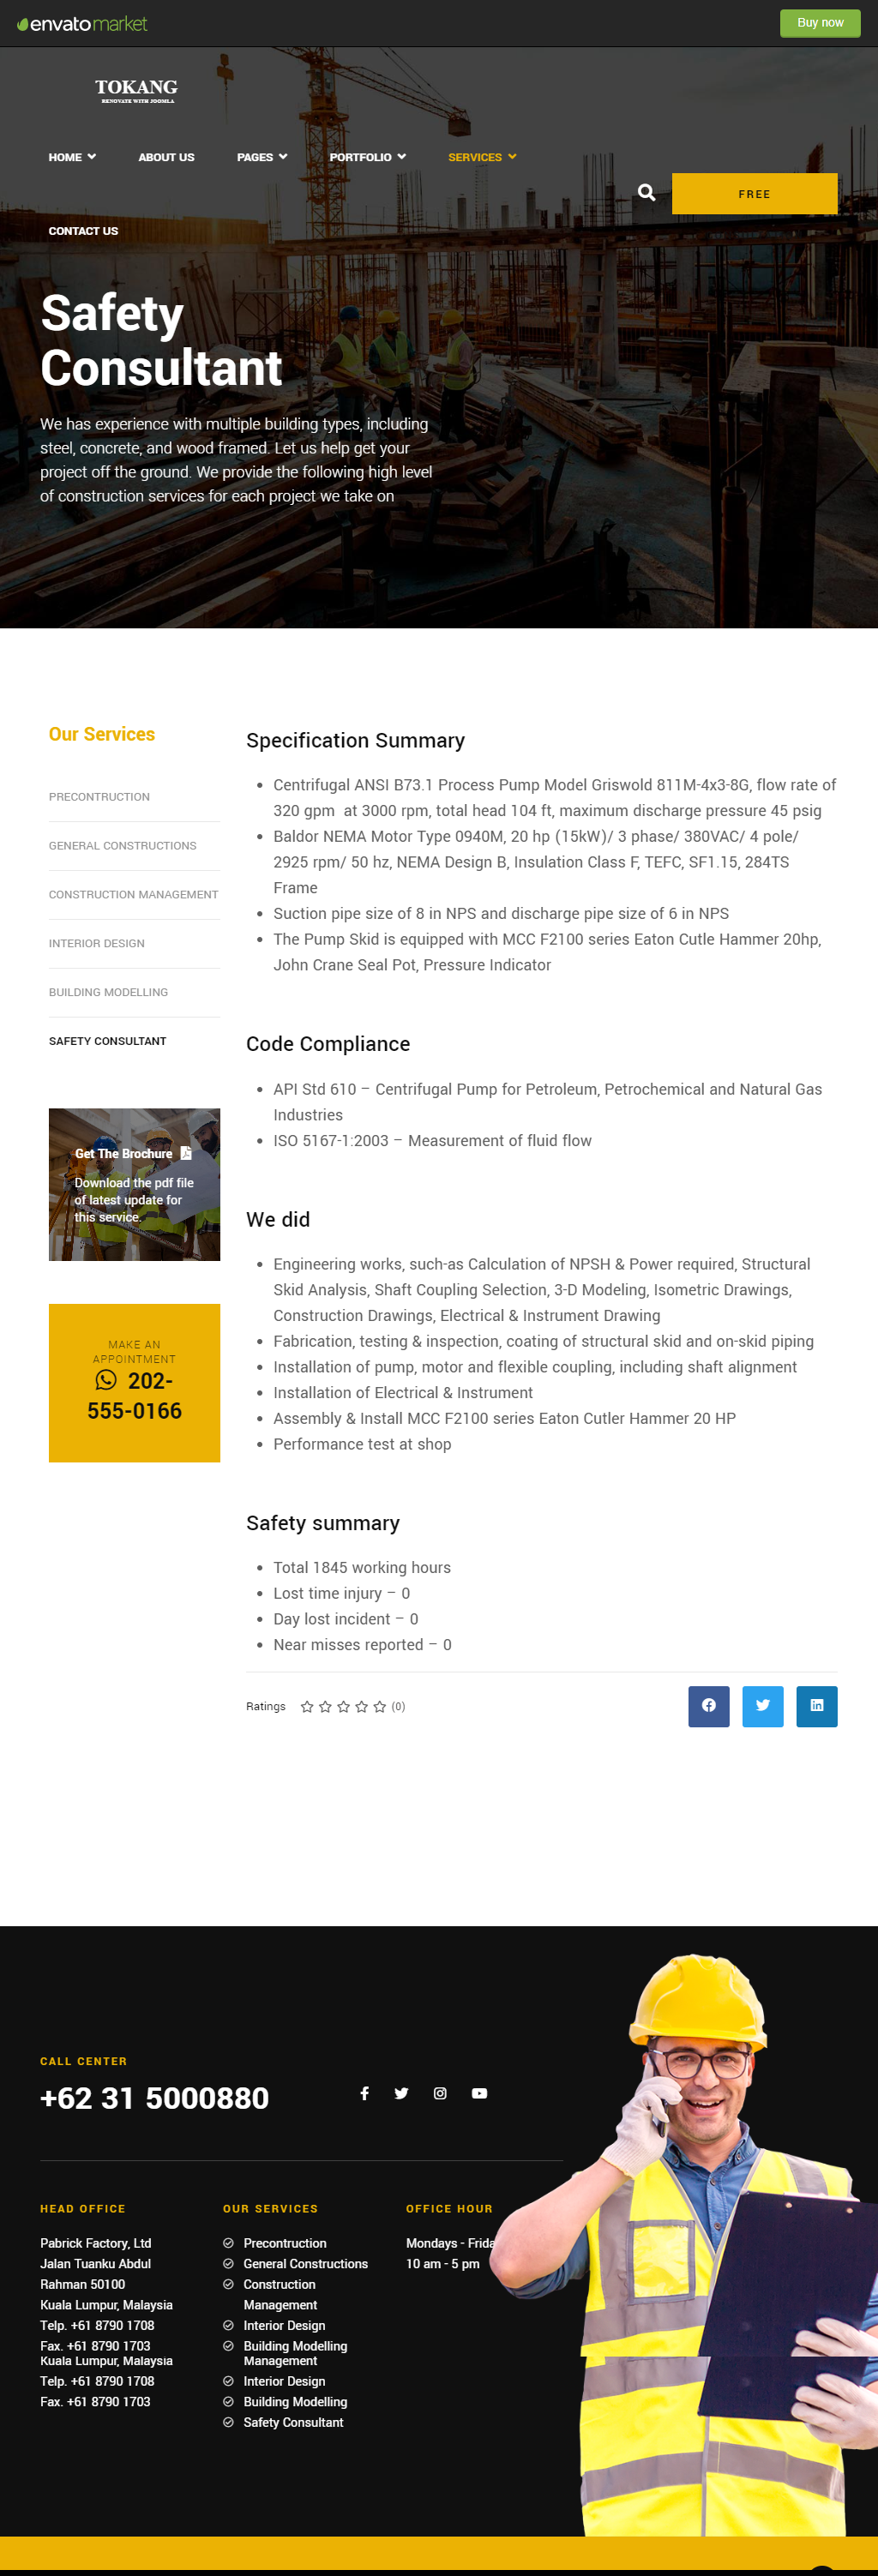 envato market
Buy now
TOKANG
RENOVATE WITH JOOMLA
HOME
ABOUT US
PAGES
PORTFOLIO
SERVICES
FREE
CONTACT US
Safety
Consultant
We has experience with multiple building types, including
steel, concrete, and wood framed. Let us help get your
project off the ground. We provide the following high level
of construction services for each project we take on
Our Services
PRECONTRUCTION
GENERAL CONSTRUCTIONS
CONSTRUCTION MANAGEMENT
INTERIOR DESIGN
BUILDING MODELLING
SAFETY CONSULTANT
Get The Brochure
Download the pdf file
of latest update for
this service.
MAKE AN
APPOINTMENT
202-
555-0166
Specification Summary
Centrifugal ANSI B73.1 Process Pump Model Griswold 811M-4x3-8G, flow rate of
320 gpm  at 3000 rpm, total head 104 ft, maximum discharge pressure 45 psig
Baldor NEMA Motor Type 0940M, 20 hp (15kW)/ 3 phase/ 380VAC/ 4 pole/
2925 rpm/ 50 hz, NEMA Design B, Insulation Class F, TEFC, SF1.15, 284TS
Frame
Suction pipe size of 8 in NPS and discharge pipe size of 6 in NPS
The Pump Skid is equipped with MCC F2100 series Eaton Cutle Hammer 20hp,
John Crane Seal Pot, Pressure Indicator
Code Compliance
API Std 610 – Centrifugal Pump for Petroleum, Petrochemical and Natural Gas
Industries
ISO 5167-1:2003 – Measurement of fluid flow
We did
Engineering works, such-as Calculation of NPSH & Power required, Structural
Skid Analysis, Shaft Coupling Selection, 3-D Modeling, Isometric Drawings,
Construction Drawings, Electrical & Instrument Drawing
Fabrication, testing & inspection, coating of structural skid and on-skid piping
Installation of pump, motor and flexible coupling, including shaft alignment
Installation of Electrical & Instrument
Assembly & Install MCC F2100 series Eaton Cutler Hammer 20 HP
Performance test at shop
Safety summary
Total 1845 working hours
Lost time injury – 0
Day lost incident – 0
Near misses reported – 0
Ratings (0)
CALL CENTER
+62 31 5000880
HEAD OFFICE
Pabrick Factory, Ltd
Jalan Tuanku Abdul
Rahman 50100
Kuala Lumpur, Malaysia
Telp. +61 8790 1708
Fax. +61 8790 1703
Kuala Lumpur, Malaysia
Telp. +61 8790 1708
Fax. +61 8790 1703
OUR SERVICES
Precontruction
General Constructions
Construction
Management
Interior Design
Building Modelling
Management
Interior Design
Building Modelling
Safety Consultant
OFFICE HOUR
Mondays - Frida
10 am - 5 pm